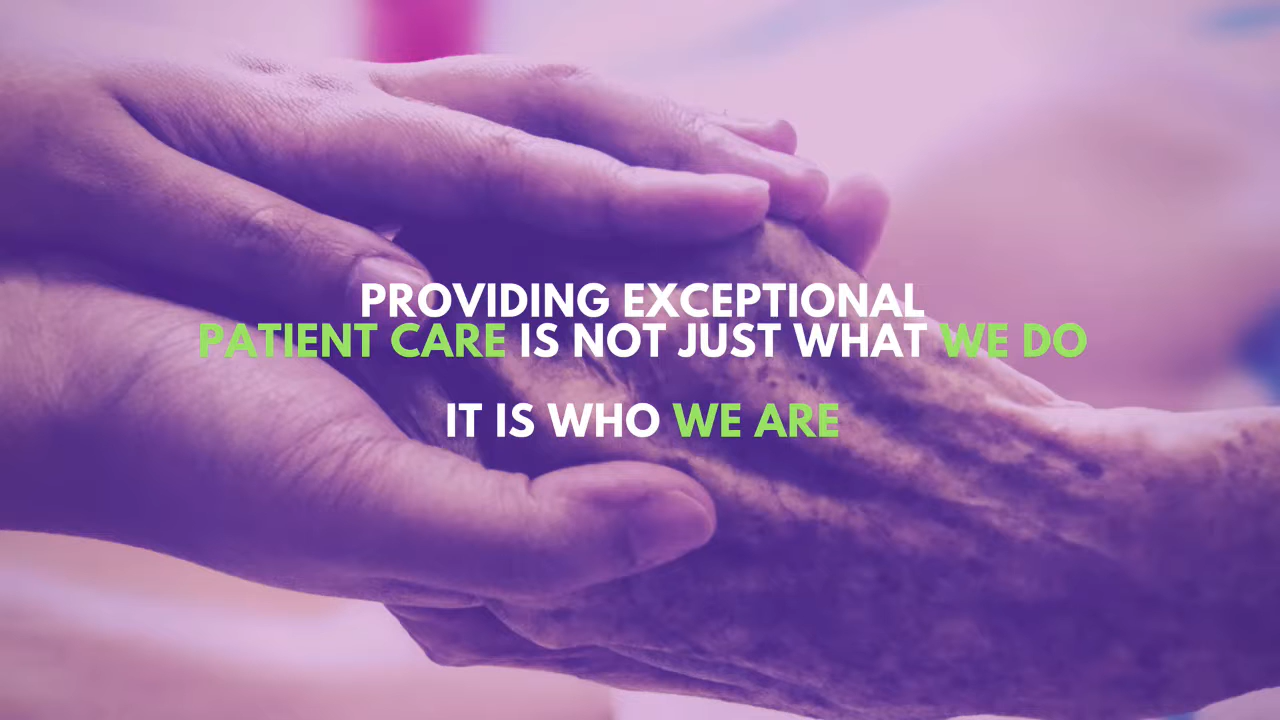 PROVIDING EXCEPTIONAL
PATIENT CARE IS NOT JUST WHAT WE DO
IT IS WHO WE ARE